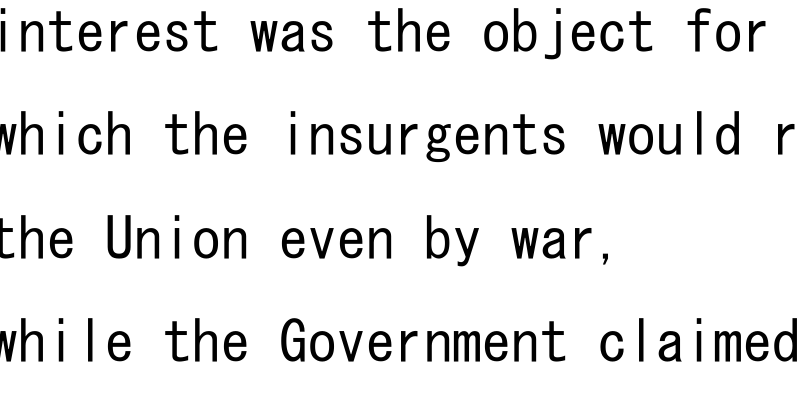 interest was the object for
which the insurgents would
the Union even by war,
while the Government claimed